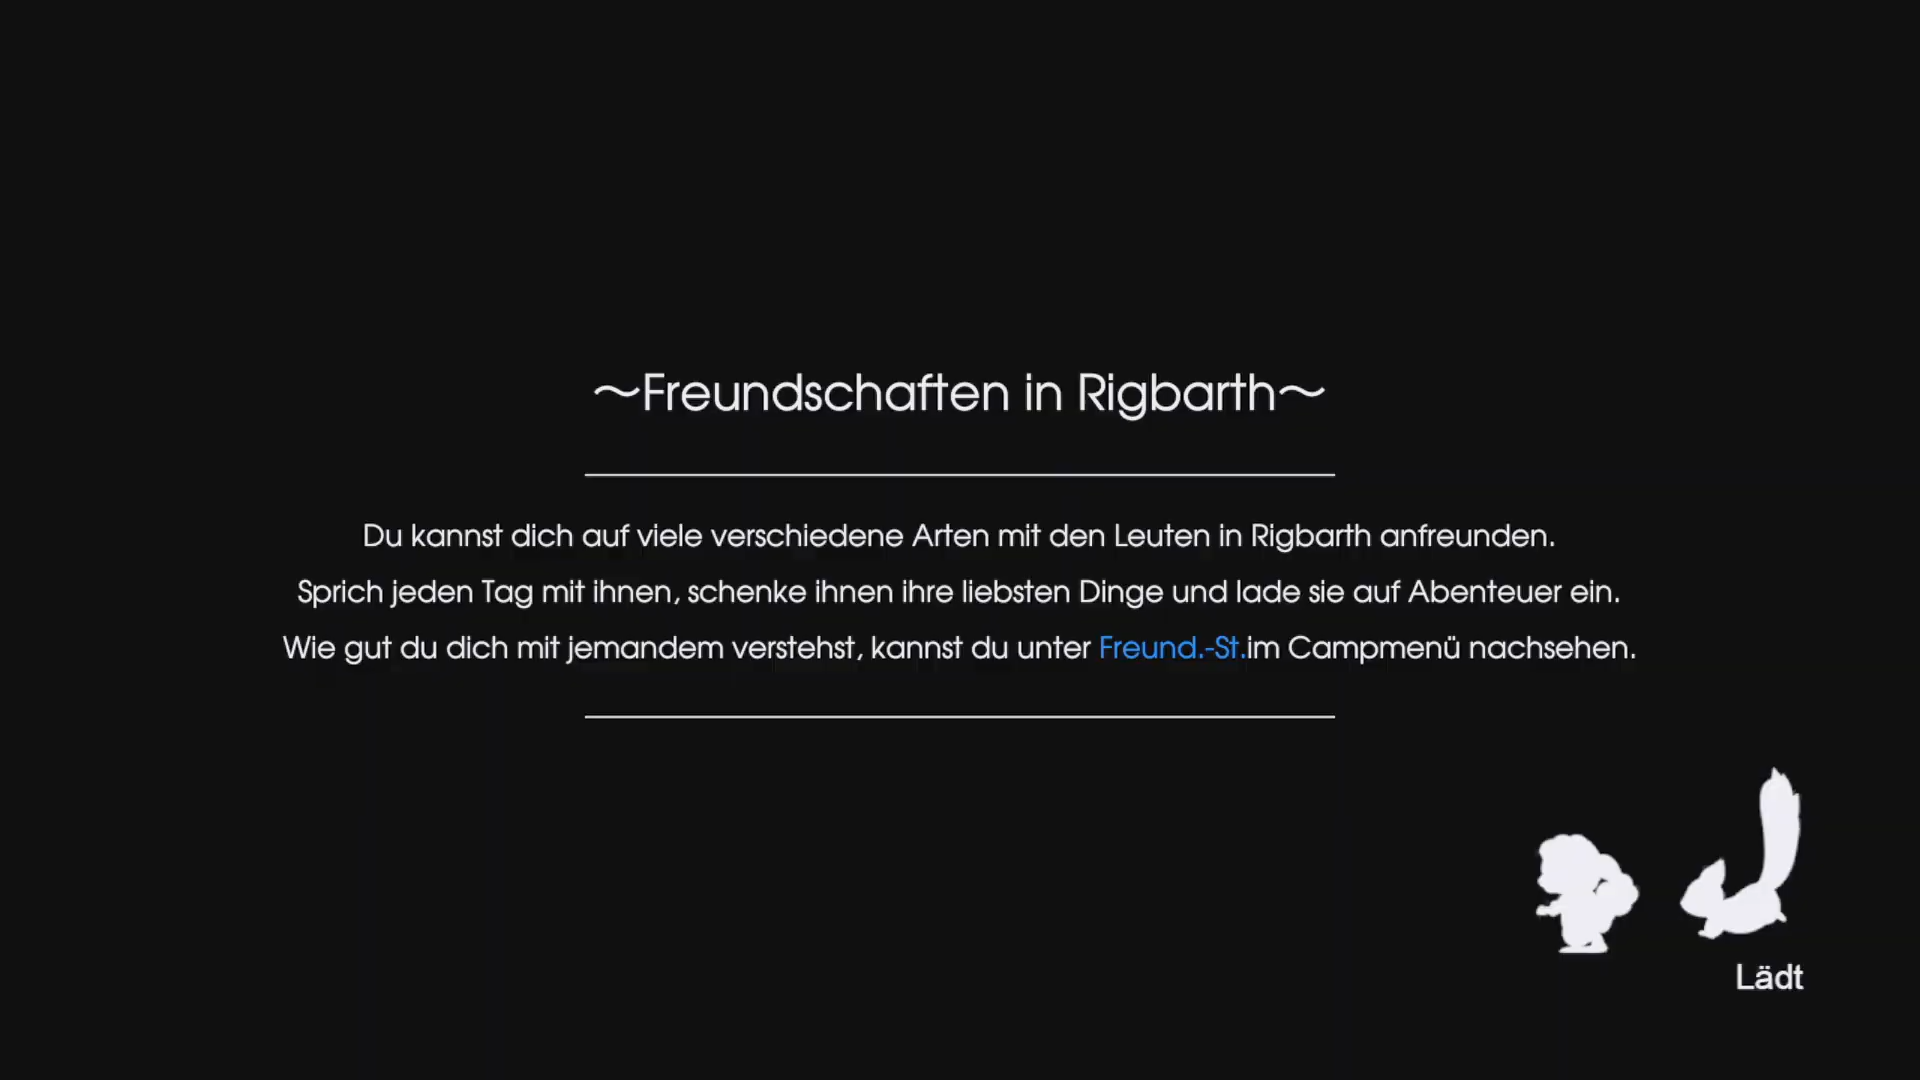 ～Freundschaften in Rigbarth～
Du kannst dich auf viele verschiedene Arten mit den Leuten in Rigbarth anfreunden.
Sprich jeden Tag mit ihnen, schenke ihnen ihre liebsten Dinge und lade sie auf Abenteuer ein.
Wie gut du dich mit jemandem verstehst, kannst du unter Freund.-St.im Campmenü nachsehen.
Lädt